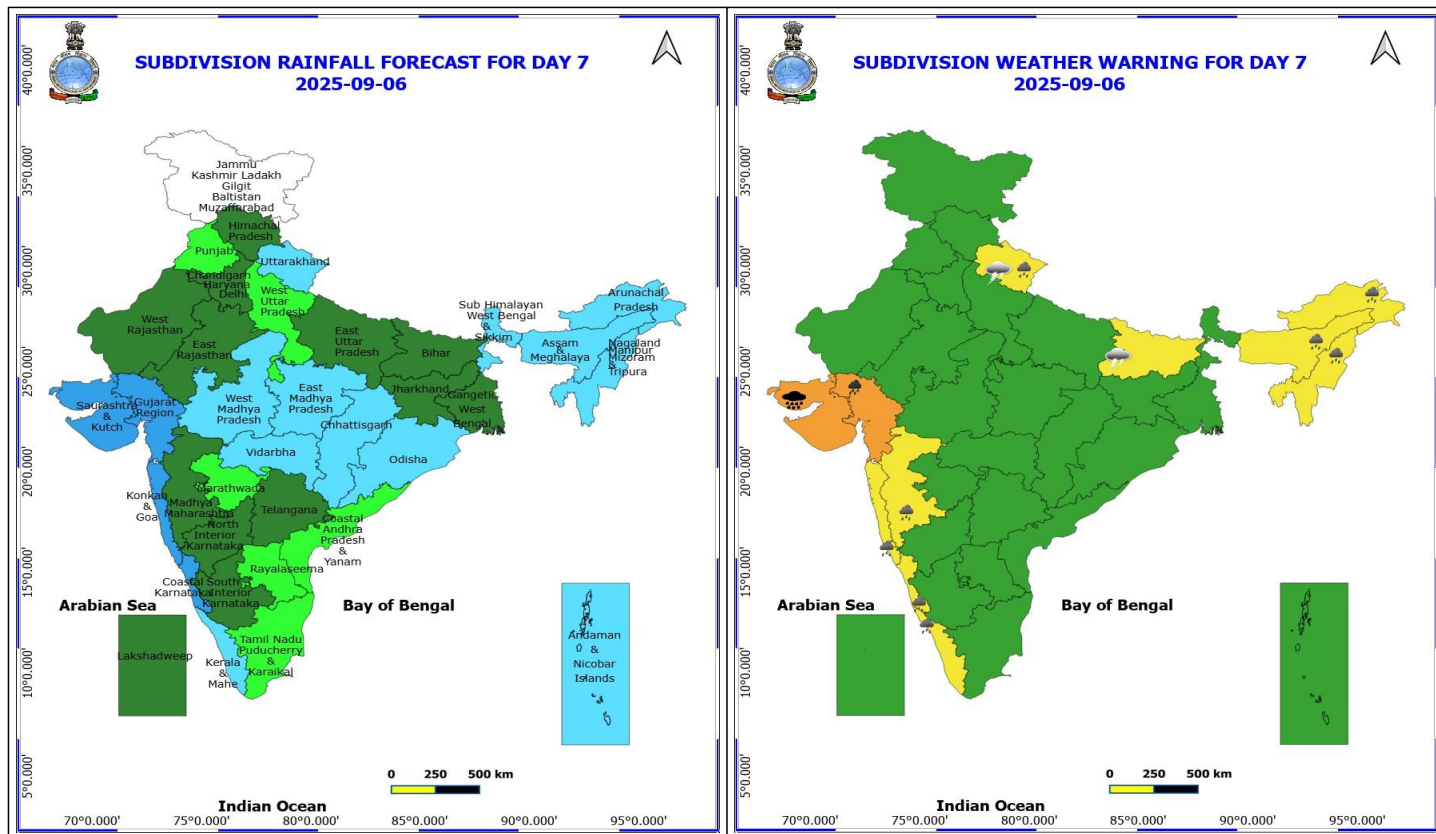 SUBDIVISION RAINFALL FORECAST FOR DAY 7
2025-09-06
40°0.000'
35°0.000'
30°0.000'
25°0.000'
20°0.000'
15°0.000'
10°0.000'
5°0.000'
Jammu
Kashmir Ladakh
Gilgit
Baltistan
Muzaffarabad
Himachal
Pradesh
Punjab
Uttarakhand
Chandigarh
Haryana
Delhi
West
Uttar
Pradesh
West
Rajasthan
East
Rajasthan
East
Uttar
Pradesh
Bihar
Sub Himalayan
West Bengal
&
Sikkim
Arunachal
Pradesh
Assam
&
Meghalaya
Nagaland
Manipur
Mizoram
&
Tripura
Jharkhand
Gangetic
West
Bengal
Saurashtra
&
Kutch
Gujarat
Region
West
Madhya
Pradesh
East
Madhya
Pradesh
Chhattisgarh
Vidarbha
Odisha
Konkan
&
Goa
Marathwada
Madhya
Maharashtra
North
Interior
Karnataka
Telangana
Coastal
Andhra
Pradesh
&
Yanam
Rayalaseema
Coastal
Karnataka
South
Interior
Karnataka
Arabian Sea
Bay of Bengal
Lakshadweep
Kerala
&
Mahe
Tamil Nadu
Puducherry
&
Karaikal
Andaman
&
Nicobar
Islands
0 250 500 km
Indian Ocean
70°0.000' 75°0.000' 80°0.000' 85°0.000' 90°0.000' 95°0.000'
SUBDIVISION WEATHER WARNING FOR DAY 7
2025-09-06
40°0.000'
35°0.000'
30°0.000'
25°0.000'
20°0.000'
15°0.000'
10°0.000'
5°0.000'
Arabian Sea
Bay of Bengal
0 250 500 km
Indian Ocean
70°0.000' 75°0.000' 80°0.000' 85°0.000' 90°0.000' 95°0.000'